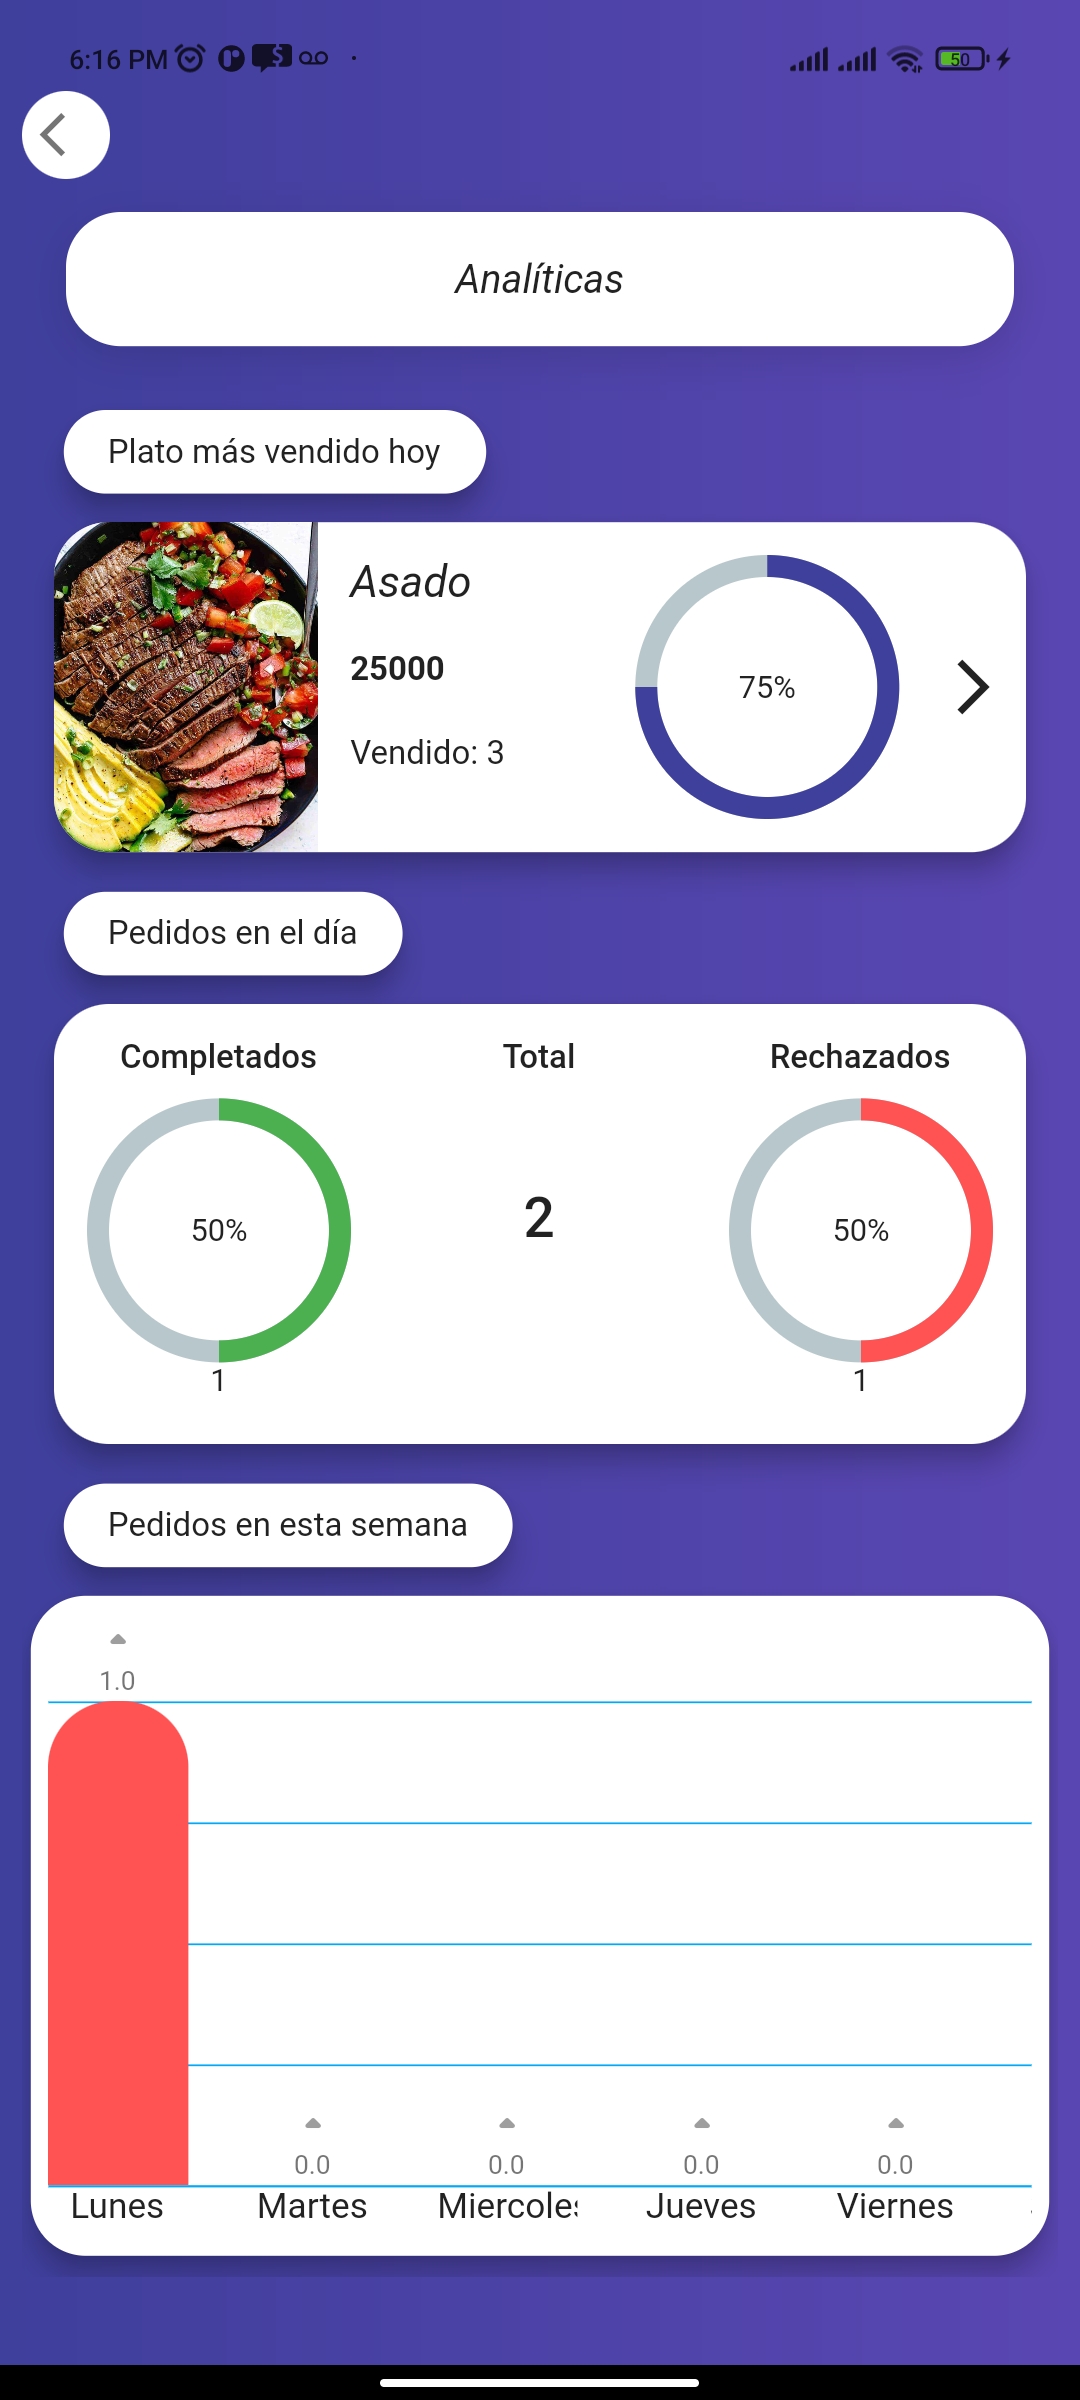 6:16 PM
50
Analíticas
Plato más vendido hoy
Asado
25000
Vendido: 3
75%
Pedidos en el día
Completados Total Rechazados
50% 2 50%
1 1
Pedidos en esta semana
1.0
0.0 0.0 0.0 0.0
Lunes Martes Miercoles Jueves Viernes